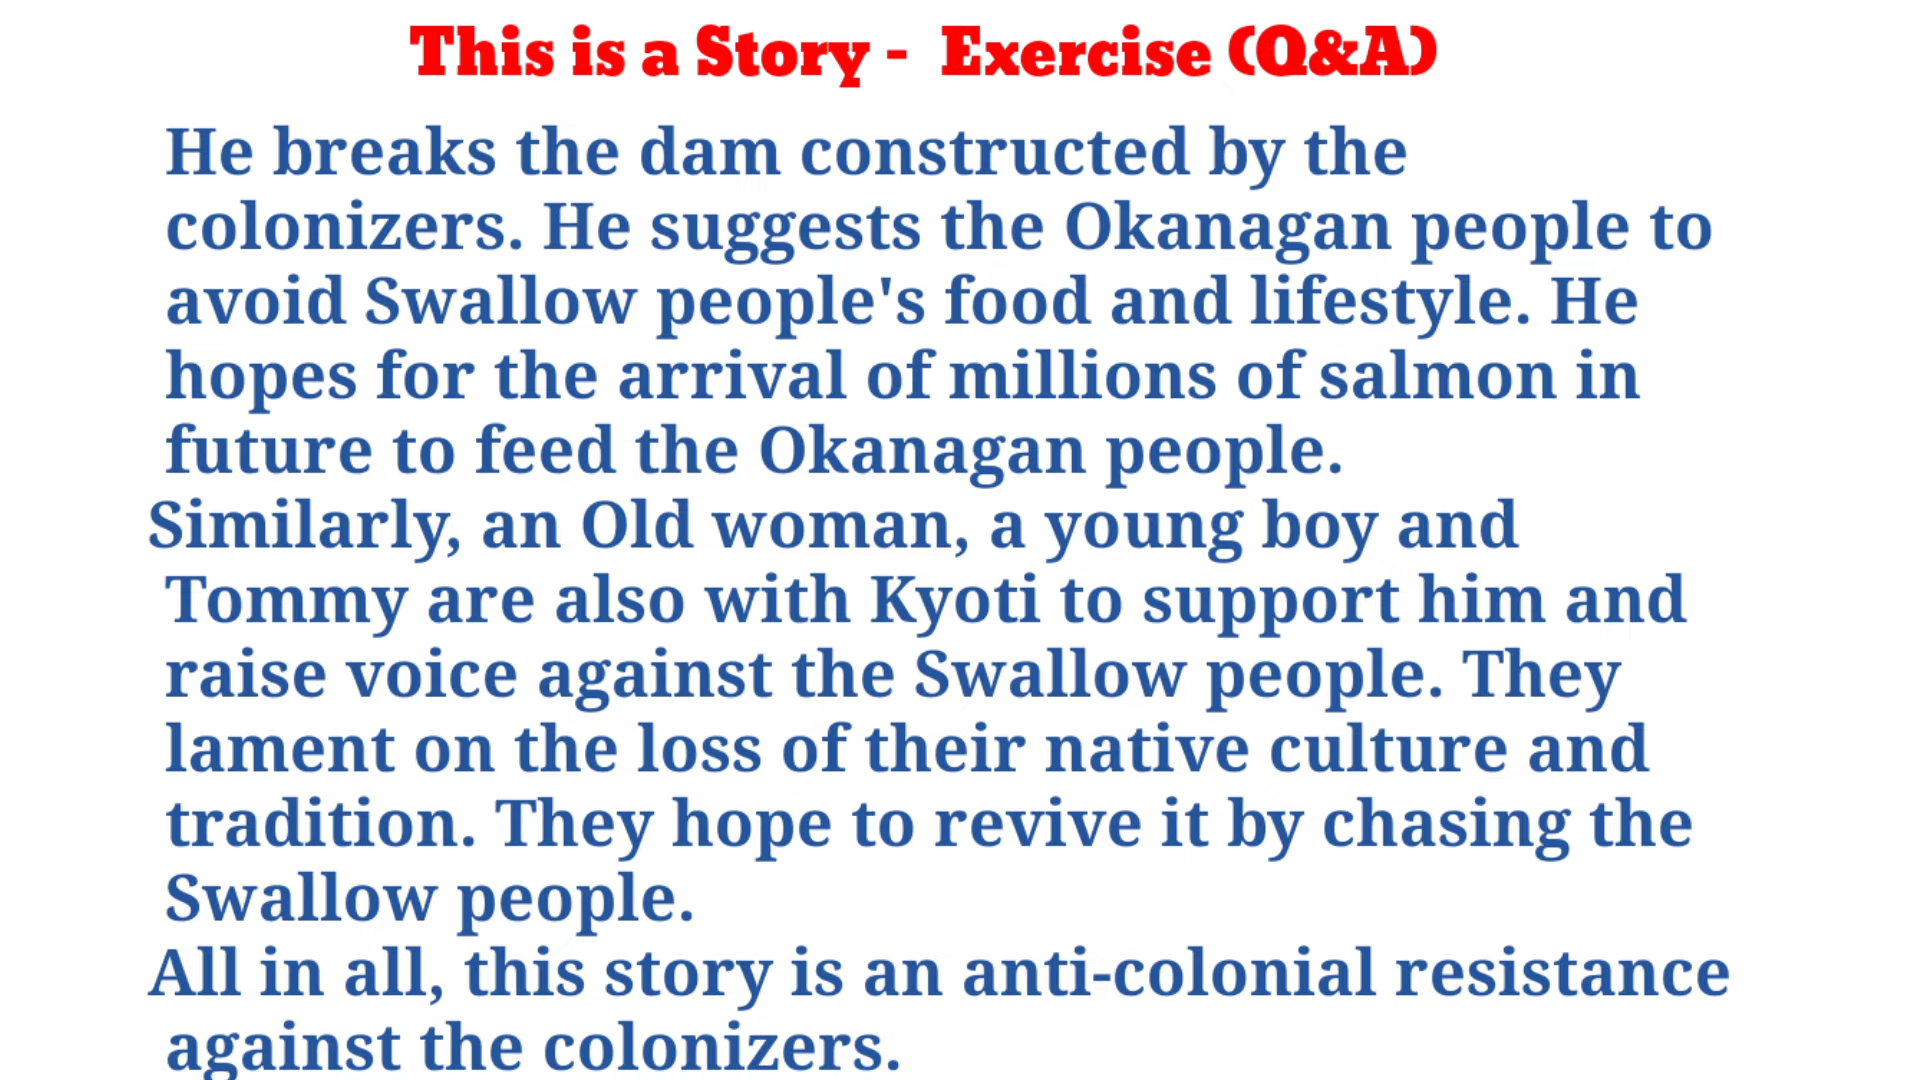 This is a Story - Exercise (Q&A)
He breaks the dam constructed by the
colonizers. He suggests the Okanagan people to
avoid Swallow people's food and lifestyle. He
hopes for the arrival of millions of salmon in
future to feed the Okanagan people.
Similarly, an Old woman, a young boy and
Tommy are also with Kyoti to support him and
raise voice against the Swallow people. They
lament on the loss of their native culture and
tradition. They hope to revive it by chasing the
Swallow people.
All in all, this story is an anti-colonial resistance
against the colonizers.